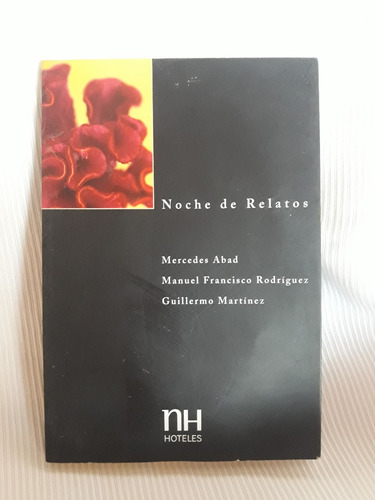 Noche de Relatos
Mercedes Abad
Manuel Francisco Rodríguez
Guillermo Martínez
nH
HOTELES